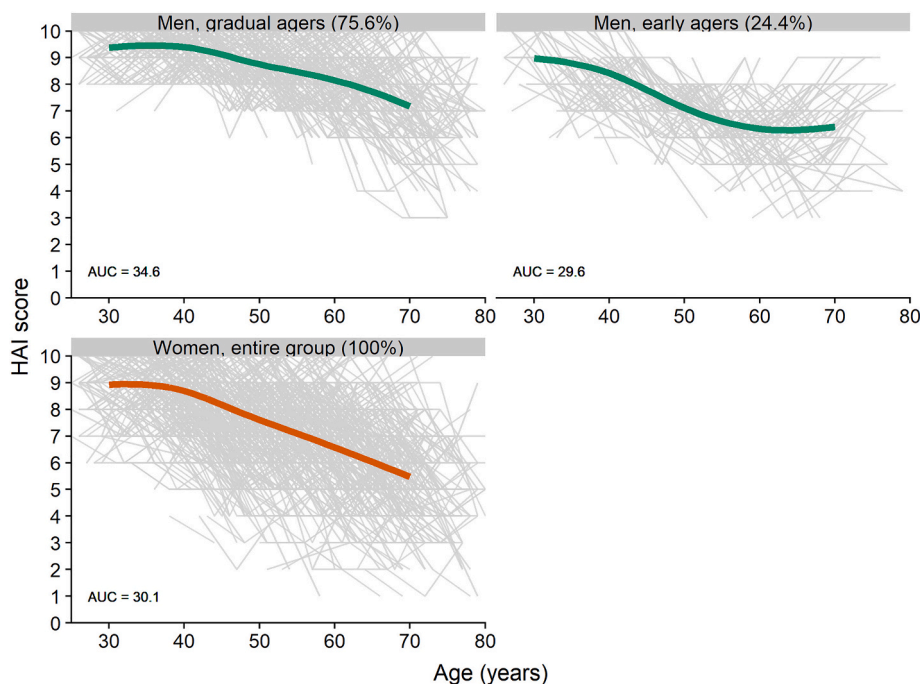 Men, gradual agers (75.6%)
Men, early agers (24.4%)
10
9
8
7
6
5
4
3
2
1
0
AUC = 34.6
AUC = 29.6
30 40 50 60 70 80
30 40 50 60 70 80
HAI score
Women, entire group (100%)
10
9
8
7
6
5
4
3
2
1
0
AUC = 30.1
30 40 50 60 70 80
Age (years)